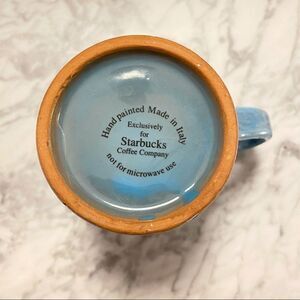 Hand painted Made in Italy
Exclusively
for
Starbucks
Coffee Company
not for microwave use